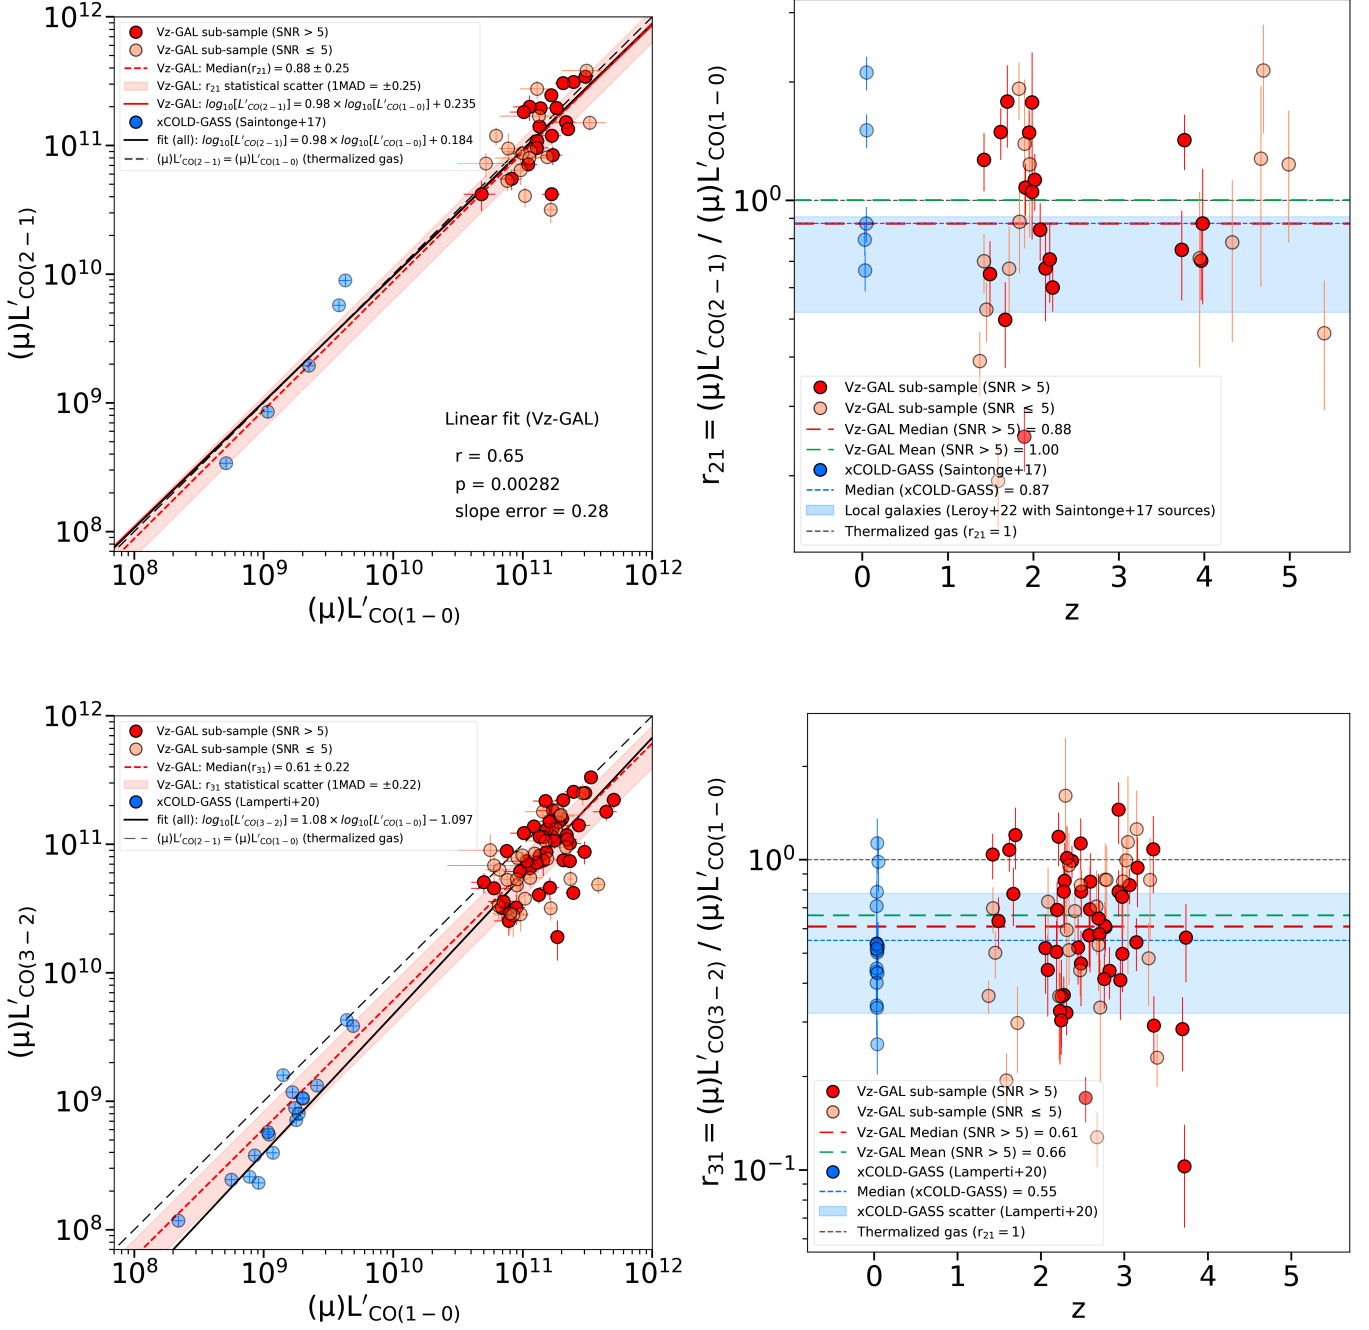 10¹²
10¹¹
10¹⁰
10⁹
10⁸
(μ)L′CO(2 − 1)
Vz-GAL sub-sample (SNR > 5)
Vz-GAL sub-sample (SNR ≤ 5)
Vz-GAL: Median(r₂₁) = 0.88 ± 0.25
Vz-GAL: r₂₁ statistical scatter (1MAD = ±0.25)
Vz-GAL: log₁₀[L′CO(2−1)] = 0.98 × log₁₀[L′CO(1−0)] + 0.235
xCOLD-GASS (Saintonge+17)
fit (all): log₁₀[L′CO(2−1)] = 0.98 × log₁₀[L′CO(1−0)] + 0.184
(μ)L′CO(2−1) = (μ)L′CO(1−0) (thermalized gas)
Linear fit (Vz-GAL)
r = 0.65
p = 0.00282
slope error = 0.28
10⁸ 10⁹ 10¹⁰ 10¹¹ 10¹²
(μ)L′CO(1 − 0)
r₂₁ = (μ)L′CO(2 − 1) / (μ)L′CO(1 − 0)
10⁰
Vz-GAL sub-sample (SNR > 5)
Vz-GAL sub-sample (SNR ≤ 5)
Vz-GAL Median (SNR > 5) = 0.88
Vz-GAL Mean (SNR > 5) = 1.00
xCOLD-GASS (Saintonge+17)
Median (xCOLD-GASS) = 0.87
Local galaxies (Leroy+22 with Saintonge+17 sources)
Thermalized gas (r₂₁ = 1)
0 1 2 3 4 5
z
10¹²
10¹¹
10¹⁰
10⁹
10⁸
(μ)L′CO(3 − 2)
Vz-GAL sub-sample (SNR > 5)
Vz-GAL sub-sample (SNR ≤ 5)
Vz-GAL: Median(r₃₁) = 0.61 ± 0.22
Vz-GAL: r₃₁ statistical scatter (1MAD = ±0.22)
xCOLD-GASS (Lamperti+20)
fit (all): log₁₀[L′CO(3−2)] = 1.08 × log₁₀[L′CO(1−0)] − 1.097
(μ)L′CO(2−1) = (μ)L′CO(1−0) (thermalized gas)
10⁸ 10⁹ 10¹⁰ 10¹¹ 10¹²
(μ)L′CO(1 − 0)
r₃₁ = (μ)L′CO(3 − 2) / (μ)L′CO(1 − 0)
10⁰
10⁻¹
Vz-GAL sub-sample (SNR > 5)
Vz-GAL sub-sample (SNR ≤ 5)
Vz-GAL Median (SNR > 5) = 0.61
Vz-GAL Mean (SNR > 5) = 0.66
xCOLD-GASS (Lamperti+20)
Median (xCOLD-GASS) = 0.55
xCOLD-GASS scatter (Lamperti+20)
Thermalized gas (r₂₁ = 1)
0 1 2 3 4 5
z